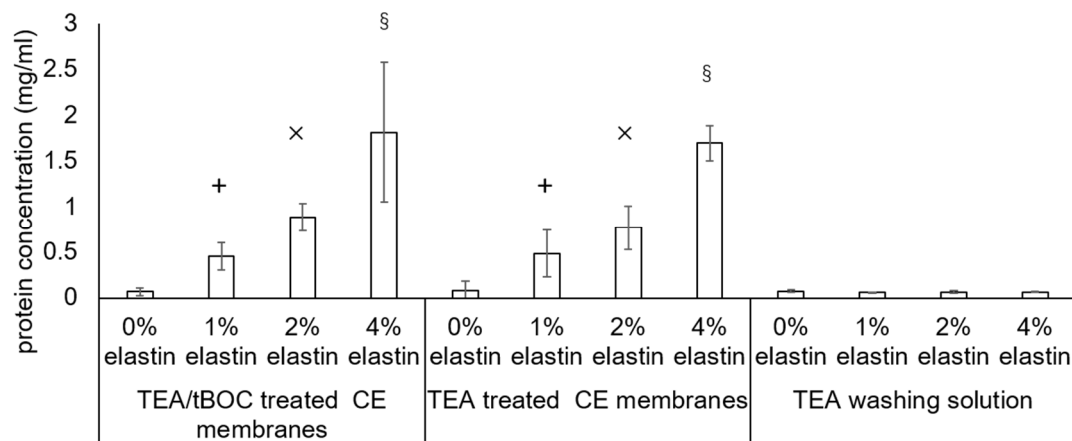 protein concentration (mg/ml)
3
2.5
2
1.5
1
0.5
0
§
×
+
§
×
+
0% 1% 2% 4% 0% 1% 2% 4% 0% 1% 2% 4%
elastin elastin elastin elastin elastin elastin elastin elastin elastin elastin elastin elastin
TEA/tBOC treated CE membranes
TEA treated CE membranes
TEA washing solution